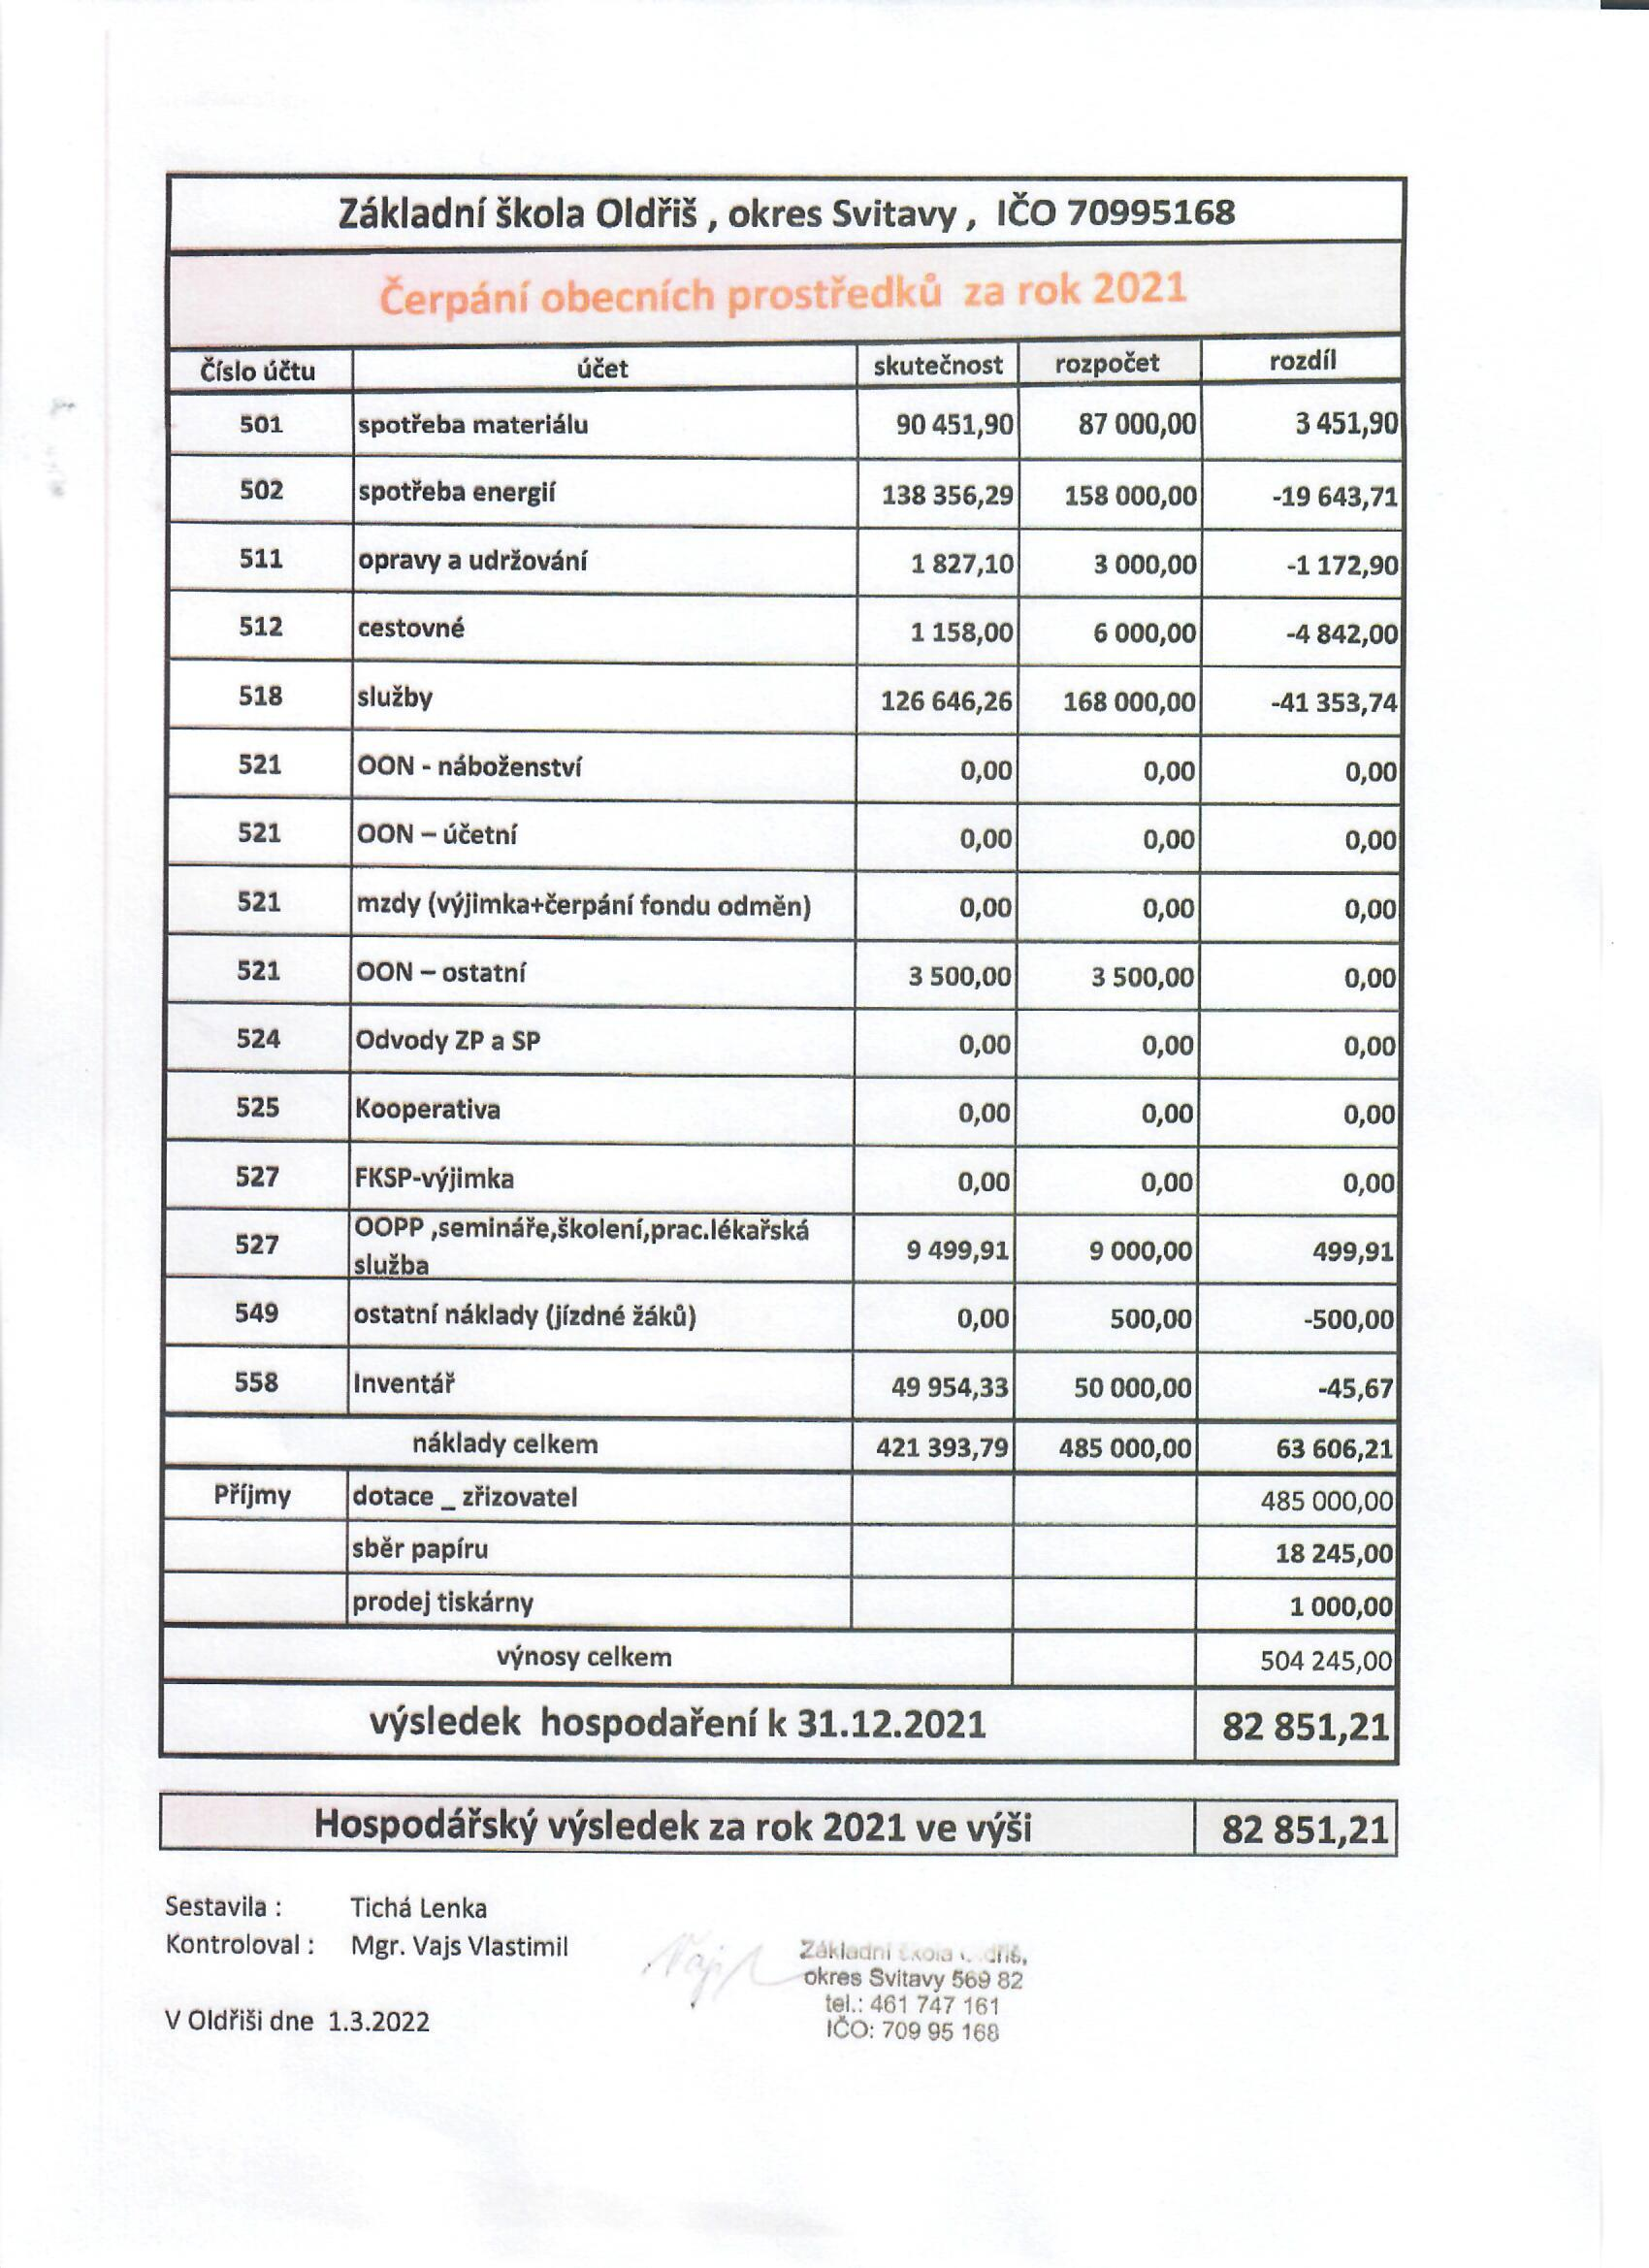 Základní škola Oldřiš , okres Svitavy , IČO 70995168
Čerpání obecních prostředků za rok 2021
Číslo účtu účet skutečnost rozpočet rozdíl
501 spotřeba materiálu 90 451,90 87 000,00 3 451,90
502 spotřeba energií 138 356,29 158 000,00 -19 643,71
511 opravy a udržování 1 827,10 3 000,00 -1 172,90
512 cestovné 1 158,00 6 000,00 -4 842,00
518 služby 126 646,26 168 000,00 -41 353,74
521 OON - náboženství 0,00 0,00 0,00
521 OON – účetní 0,00 0,00 0,00
521 mzdy (výjimka+čerpání fondu odměn) 0,00 0,00 0,00
521 OON – ostatní 3 500,00 3 500,00 0,00
524 Odvody ZP a SP 0,00 0,00 0,00
525 Kooperativa 0,00 0,00 0,00
527 FKSP-výjimka 0,00 0,00 0,00
527 OOPP ,semináře,školení,prac.lékařská
služba 9 499,91 9 000,00 499,91
549 ostatní náklady (jízdné žáků) 0,00 500,00 -500,00
558 Inventář 49 954,33 50 000,00 -45,67
náklady celkem 421 393,79 485 000,00 63 606,21
Příjmy dotace _ zřizovatel 485 000,00
sběr papíru 18 245,00
prodej tiskárny 1 000,00
výnosy celkem 504 245,00
výsledek hospodaření k 31.12.2021 82 851,21
Hospodářský výsledek za rok 2021 ve výši 82 851,21
Sestavila : Tichá Lenka
Kontroloval : Mgr. Vajs Vlastimil
V Oldřiši dne 1.3.2022
Základní škola
okres Svitavy 569 82
tel.: 461 747 161
IČO: 709 95 168